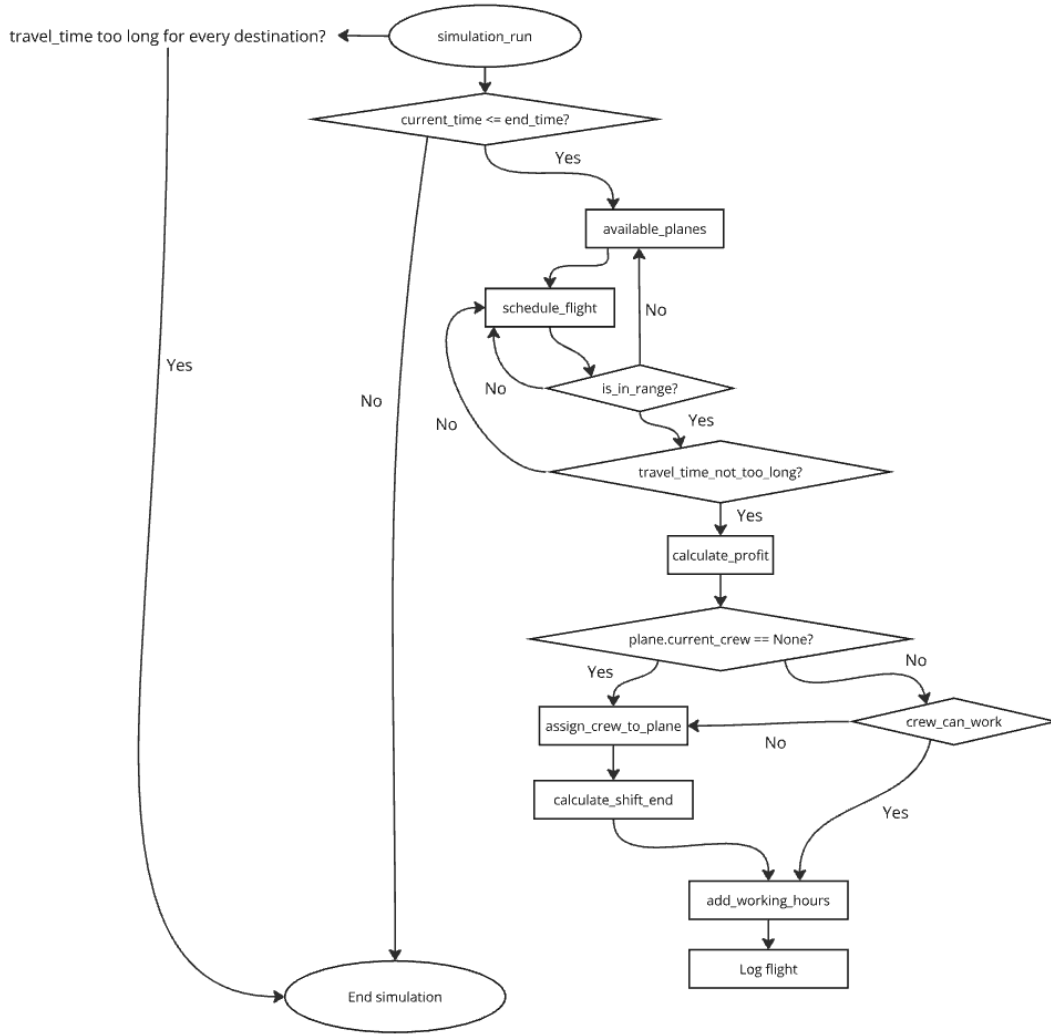 simulation_run
travel_time too long for every destination?
current_time <= end_time?
Yes
available_planes
schedule_flight
No
is_in_range?
No
Yes
No
Yes
No
travel_time_not_too_long?
Yes
calculate_profit
plane.current_crew == None?
Yes
No
assign_crew_to_plane
crew_can_work
No
calculate_shift_end
Yes
add_working_hours
Log flight
End simulation